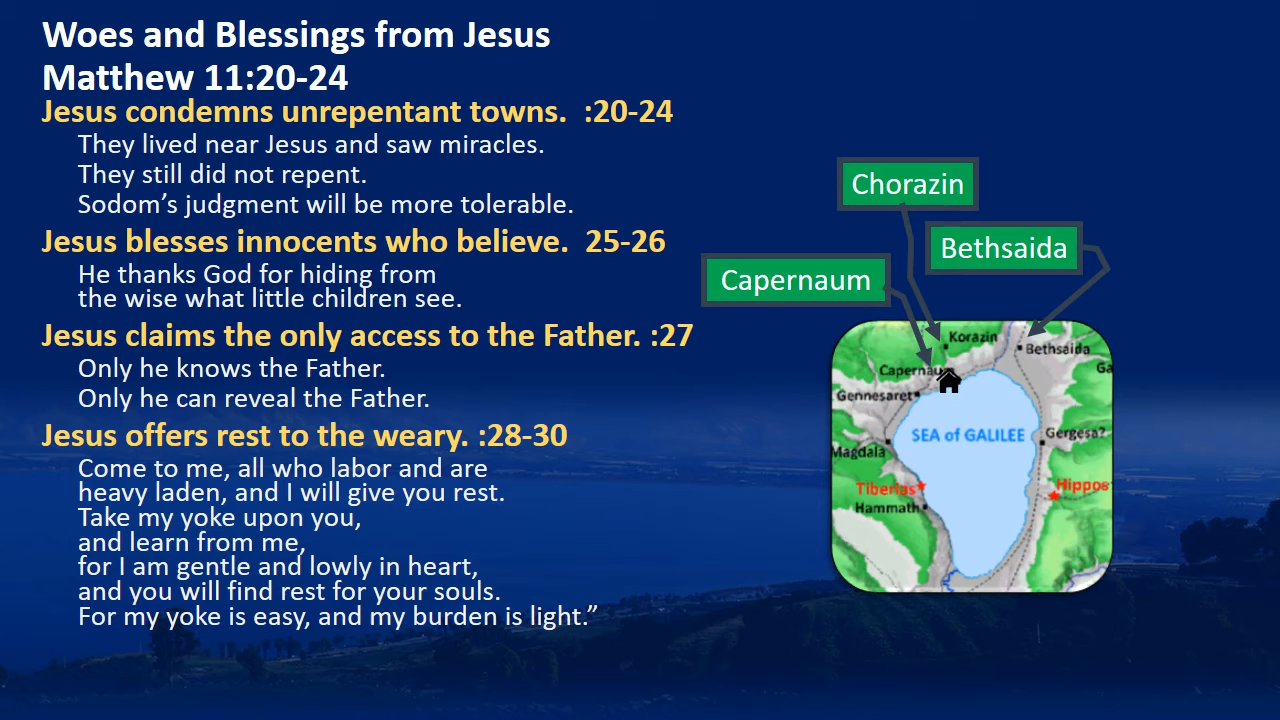 Woes and Blessings from Jesus
Matthew 11:20-24
Jesus condemns unrepentant towns.  :20-24
They lived near Jesus and saw miracles.
They still did not repent.
Sodom’s judgment will be more tolerable.
Jesus blesses innocents who believe.  25-26
He thanks God for hiding from
the wise what little children see.
Jesus claims the only access to the Father. :27
Only he knows the Father.
Only he can reveal the Father.
Jesus offers rest to the weary. :28-30
Come to me, all who labor and are
heavy laden, and I will give you rest.
Take my yoke upon you,
and learn from me,
for I am gentle and lowly in heart,
and you will find rest for your souls.
For my yoke is easy, and my burden is light.”
Chorazin
Bethsaida
Capernaum
Korazin
Bethsaida
Capernau
Ga
Gennesaret
SEA of GALILEE
Gergesa?
Magdala
Tiberias
Hippos
Hammath